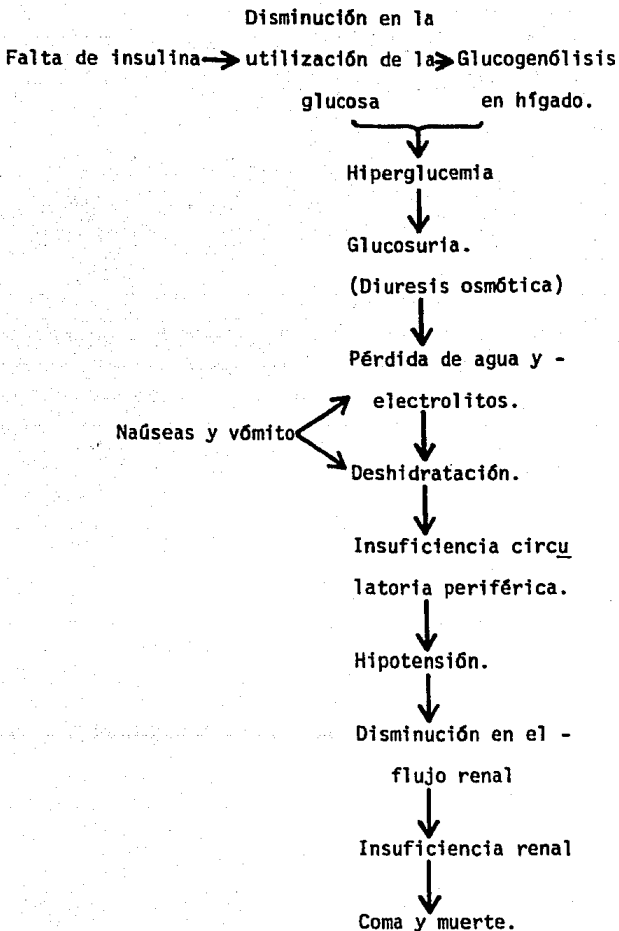 Disminución en la
Falta de insulina → utilización de la → Glucogenólisis
glucosa en hígado.
Hiperglucemia
Glucosuria.
(Diuresis osmótica)
Pérdida de agua y -
electrolitos.
Naúseas y vómito
Deshidratación.
Insuficiencia circu
latoria periférica.
Hipotensión.
Disminución en el -
flujo renal
Insuficiencia renal
Coma y muerte.